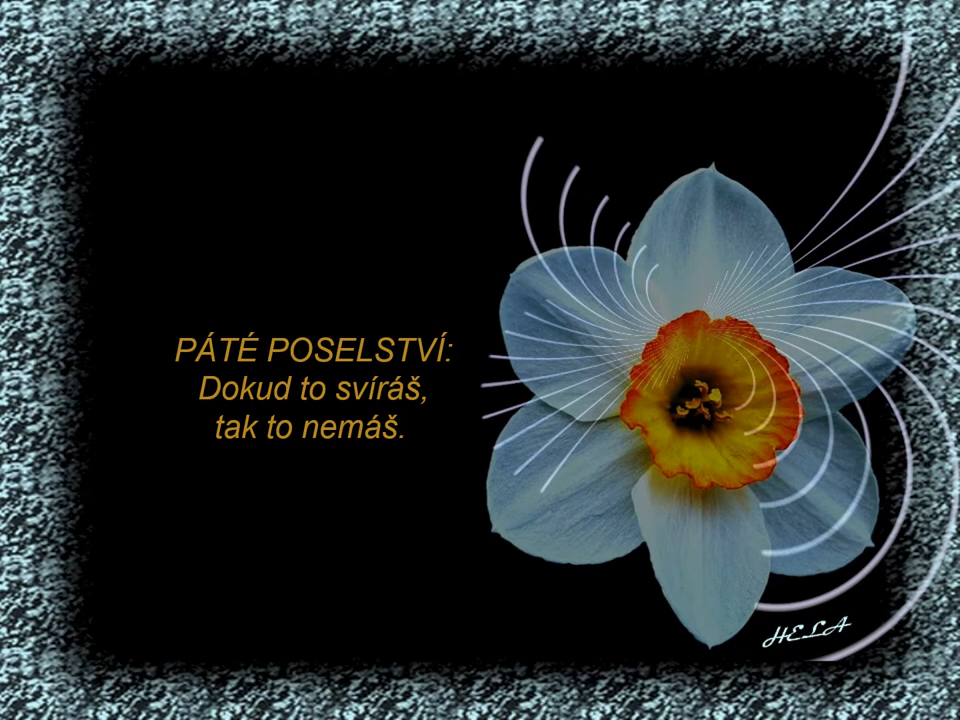 PÁTÉ POSELSTVÍ:
Dokud to svíráš,
tak to nemáš.
HELA